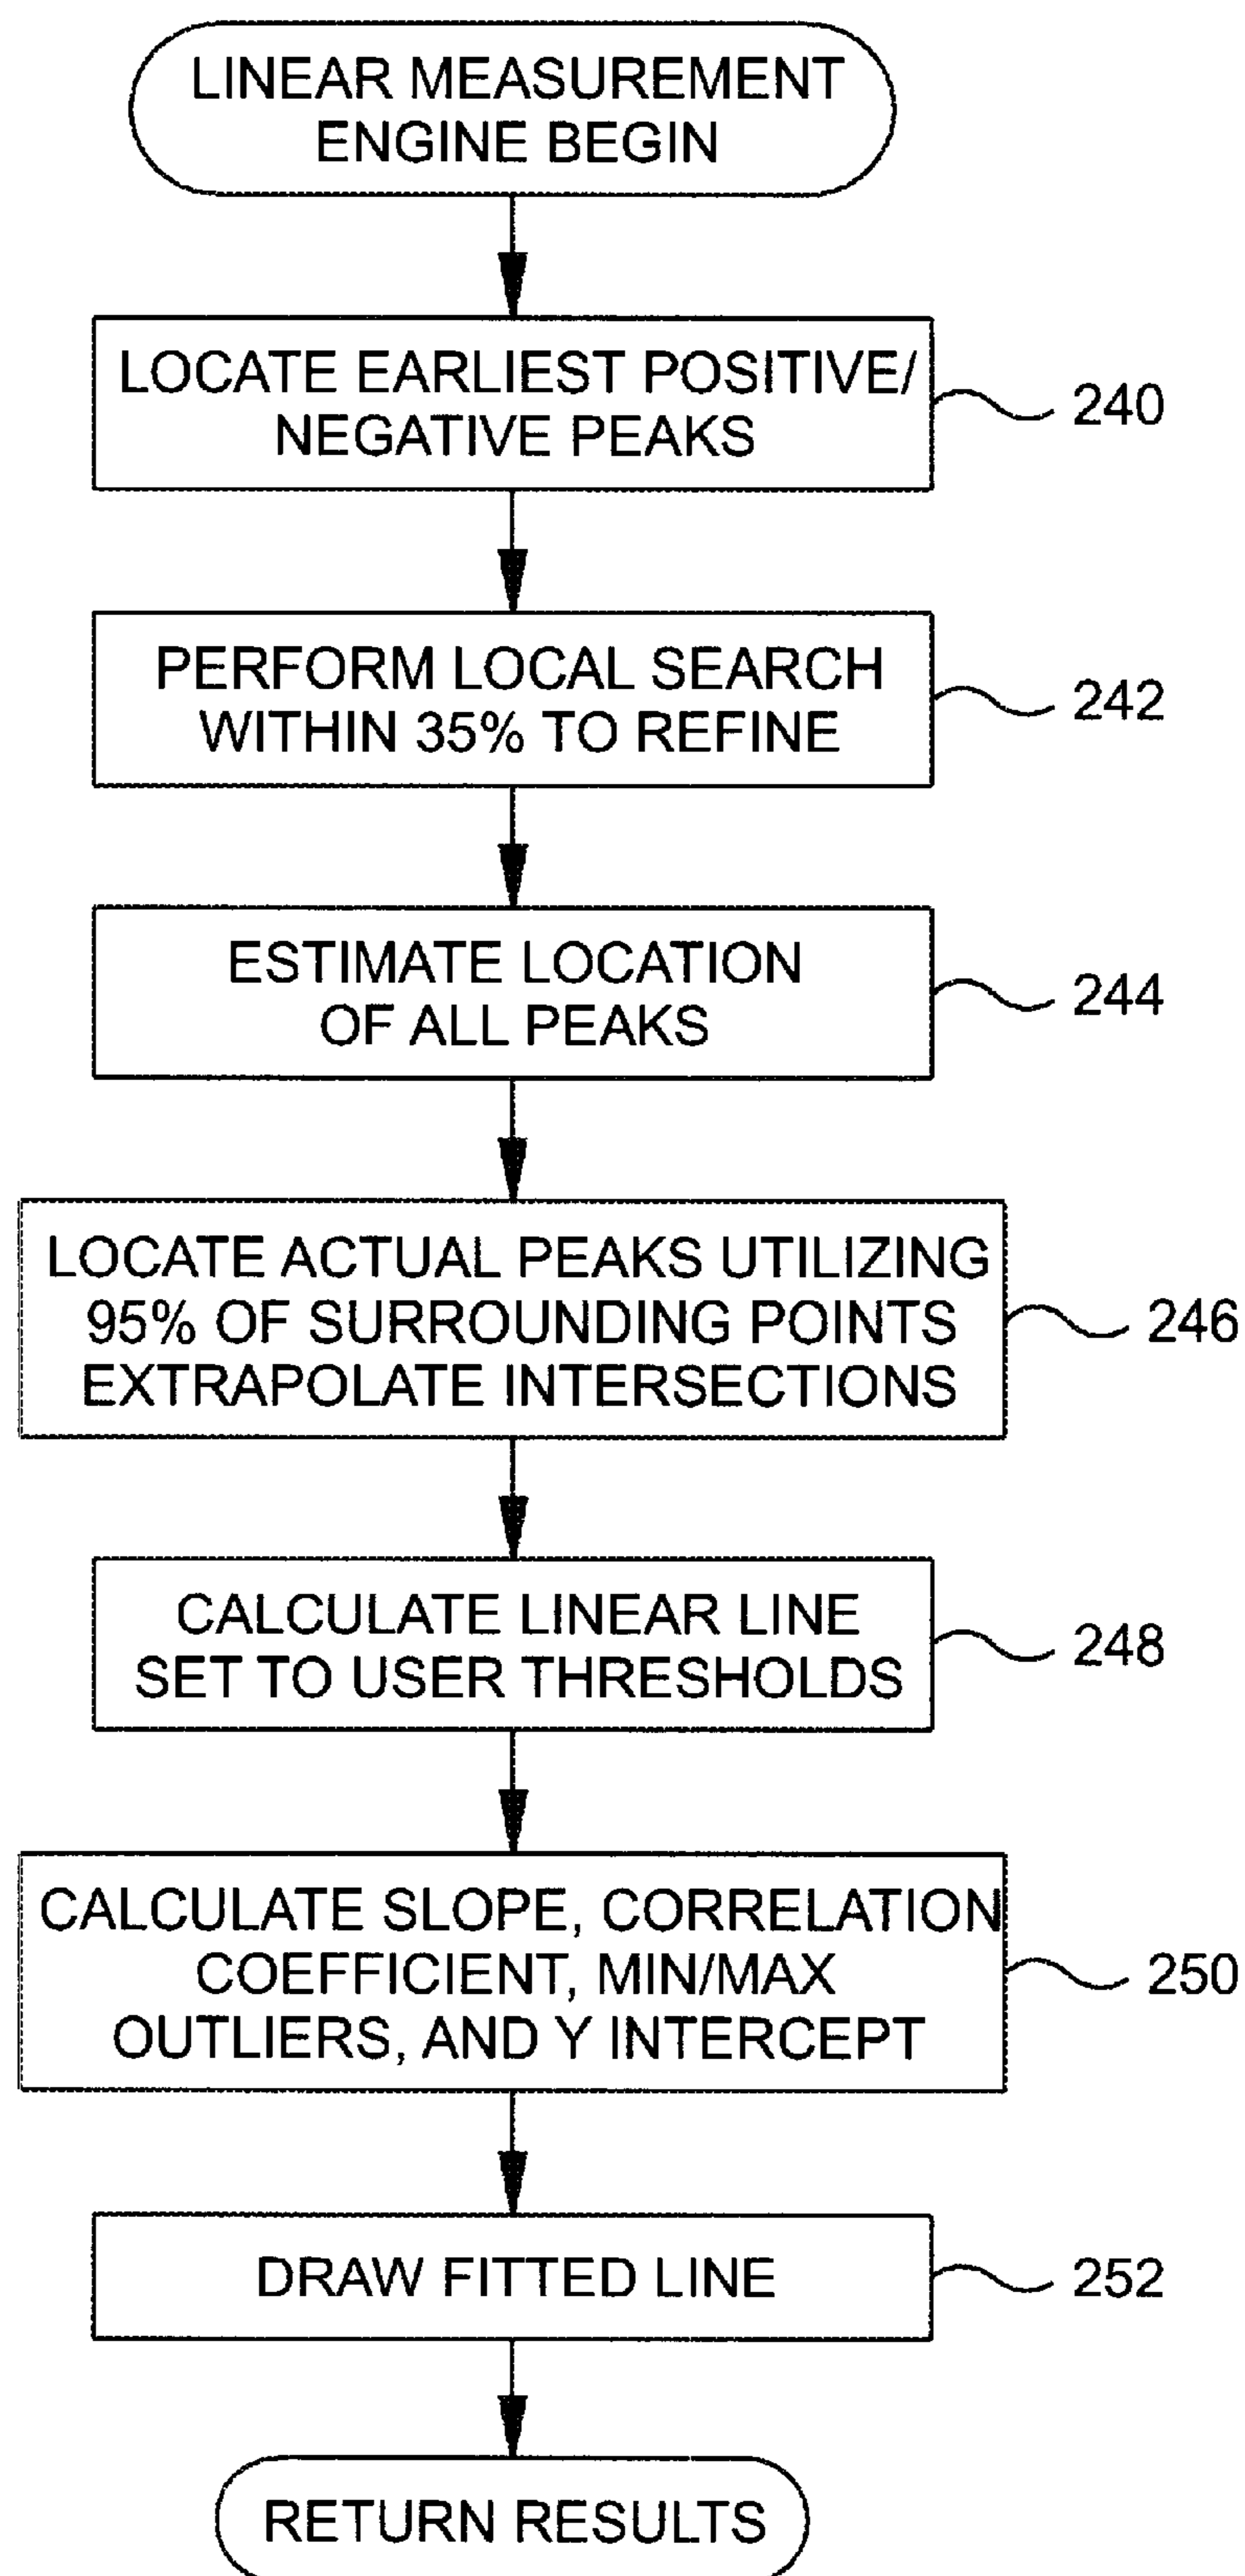 LINEAR MEASUREMENT
ENGINE BEGIN
LOCATE EARLIEST POSITIVE/
NEGATIVE PEAKS
240
PERFORM LOCAL SEARCH
WITHIN 35% TO REFINE
242
ESTIMATE LOCATION
OF ALL PEAKS
244
LOCATE ACTUAL PEAKS UTILIZING
95% OF SURROUNDING POINTS
EXTRAPOLATE INTERSECTIONS
246
CALCULATE LINEAR LINE
SET TO USER THRESHOLDS
248
CALCULATE SLOPE, CORRELATION
COEFFICIENT, MIN/MAX
OUTLIERS, AND Y INTERCEPT
250
DRAW FITTED LINE
252
RETURN RESULTS